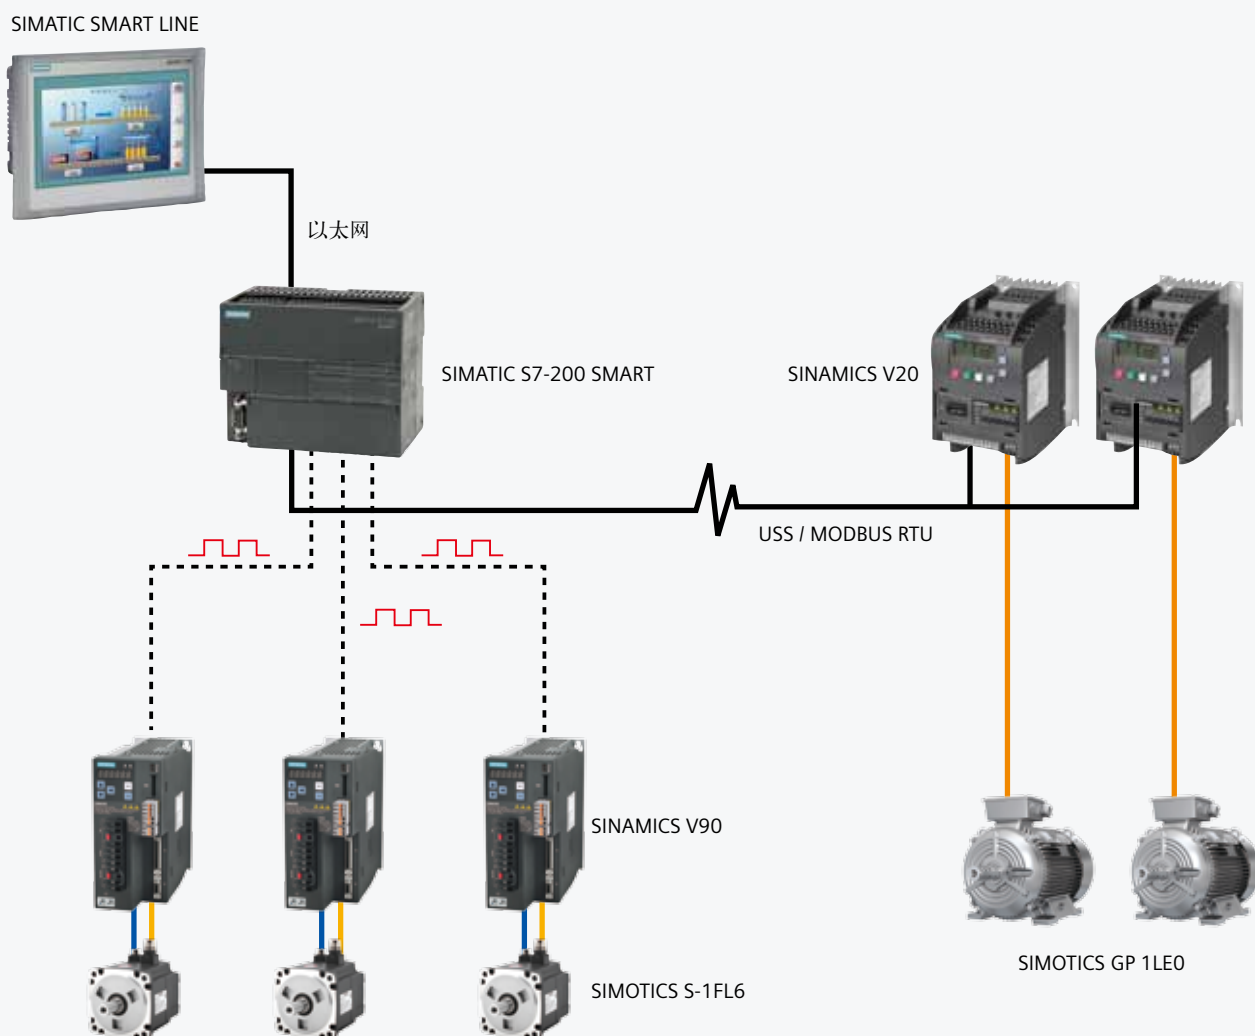 SIMATIC SMART LINE
以太网
SIMATIC S7-200 SMART
SINAMICS V20
USS / MODBUS RTU
SINAMICS V90
SIMOTICS GP 1LE0
SIMOTICS S-1FL6